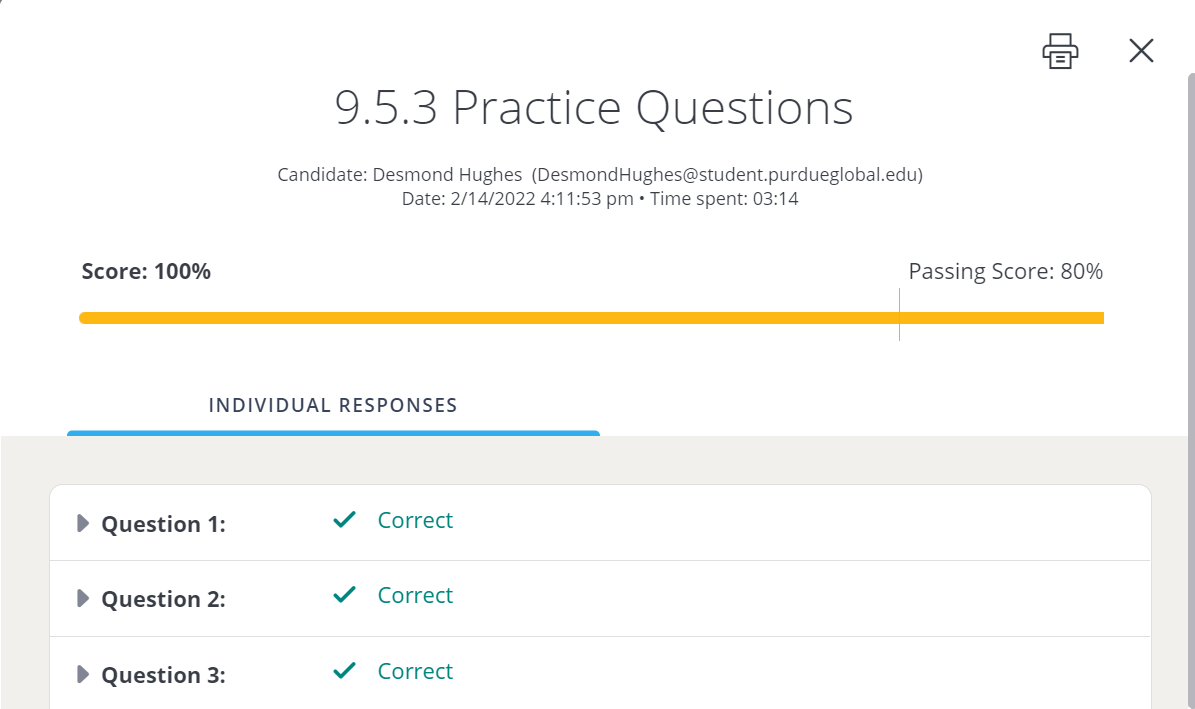 9.5.3 Practice Questions
Candidate: Desmond Hughes  (DesmondHughes@student.purdueglobal.edu)
Date: 2/14/2022 4:11:53 pm • Time spent: 03:14
Score: 100%
Passing Score: 80%
INDIVIDUAL RESPONSES
Question 1: Correct
Question 2: Correct
Question 3: Correct